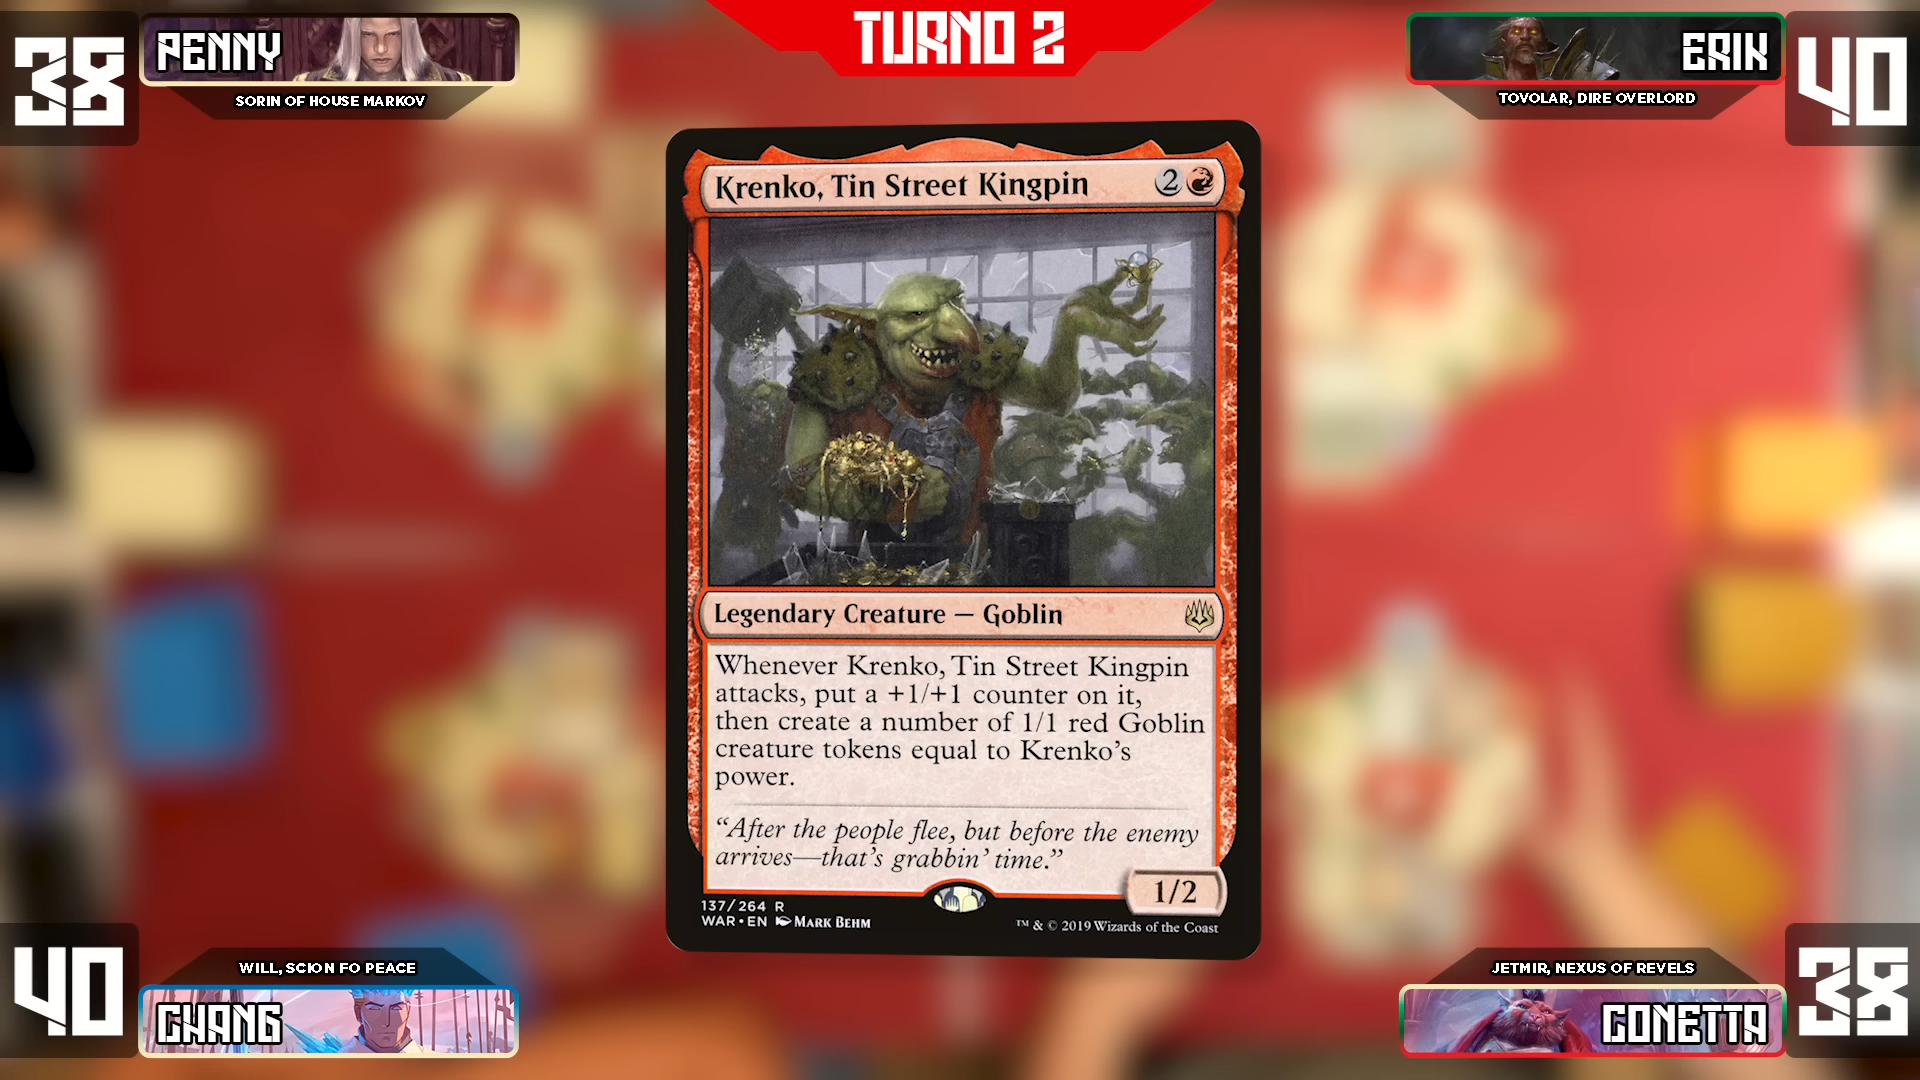 TURNO 2
38
PENNY
SORIN OF HOUSE MARKOV
ERIK
40
TOVOLAR, DIRE OVERLORD
Krenko, Tin Street Kingpin 2
Legendary Creature — Goblin
Whenever Krenko, Tin Street Kingpin
attacks, put a +1/+1 counter on it,
then create a number of 1/1 red Goblin
creature tokens equal to Krenko's
power.
“After the people flee, but before the enemy
arrives—that's grabbin' time.”
1/2
137/264 R
WAR • EN MARK BEHM
™ & © 2019 Wizards of the Coast
WILL, SCION FO PEACE
40
CHANG
JETMIR, NEXUS OF REVELS
GONETTA
38